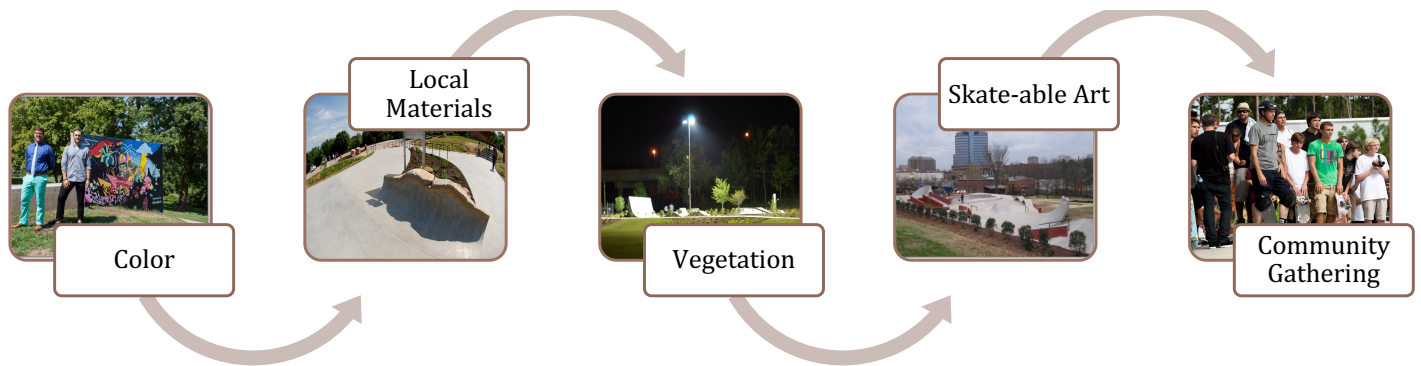 Color
Local
Materials
Vegetation
Skate-able Art
Community
Gathering